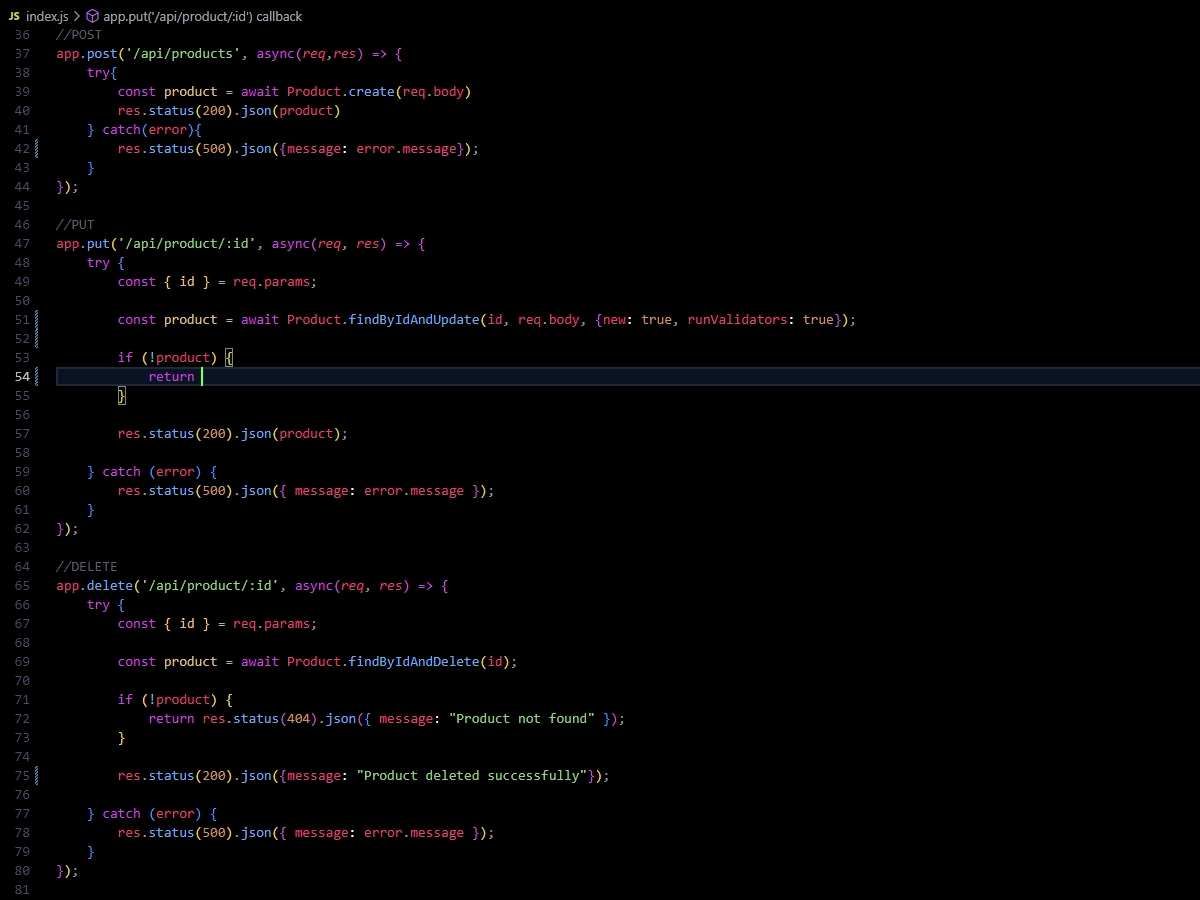 JS index.js > app.put('/api/product/:id') callback
36 //POST
37 app.post('/api/products', async(req,res) => {
38 try{
39 const product = await Product.create(req.body)
40 res.status(200).json(product)
41 } catch(error){
42 res.status(500).json({message: error.message});
43 }
44 });
45
46 //PUT
47 app.put('/api/product/:id', async(req, res) => {
48 try {
49 const { id } = req.params;
50
51 const product = await Product.findByIdAndUpdate(id, req.body, {new: true, runValidators: true});
52
53 if (!product) {
54 return
55 }
56
57 res.status(200).json(product);
58
59 } catch (error) {
60 res.status(500).json({ message: error.message });
61 }
62 });
63
64 //DELETE
65 app.delete('/api/product/:id', async(req, res) => {
66 try {
67 const { id } = req.params;
68
69 const product = await Product.findByIdAndDelete(id);
70
71 if (!product) {
72 return res.status(404).json({ message: "Product not found" });
73 }
74
75 res.status(200).json({message: "Product deleted successfully"});
76
77 } catch (error) {
78 res.status(500).json({ message: error.message });
79 }
80 });
81